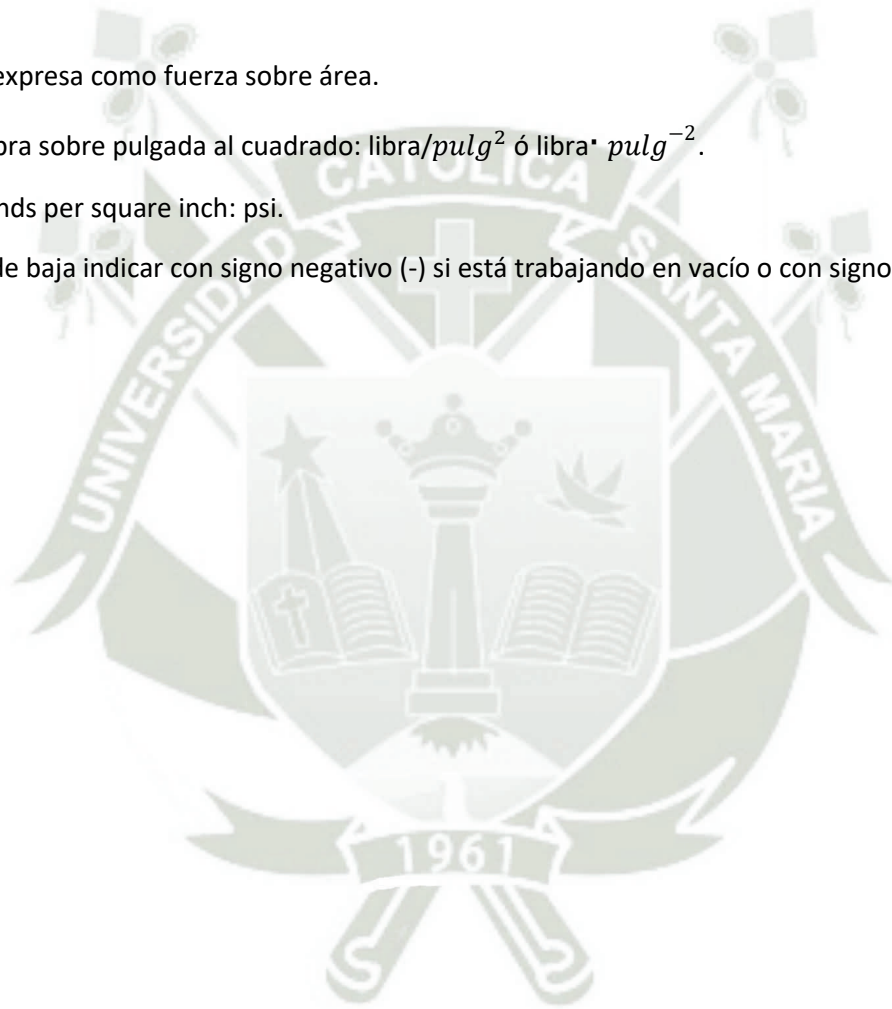 expresa como fuerza sobre área.
bra sobre pulgada al cuadrado: libra/pulg² ó libra· pulg⁻².
nds per square inch: psi.
de baja indicar con signo negativo (-) si está trabajando en vacío o con signo
UNIVERSIDAD CATOLICA SANTA MARIA
1961